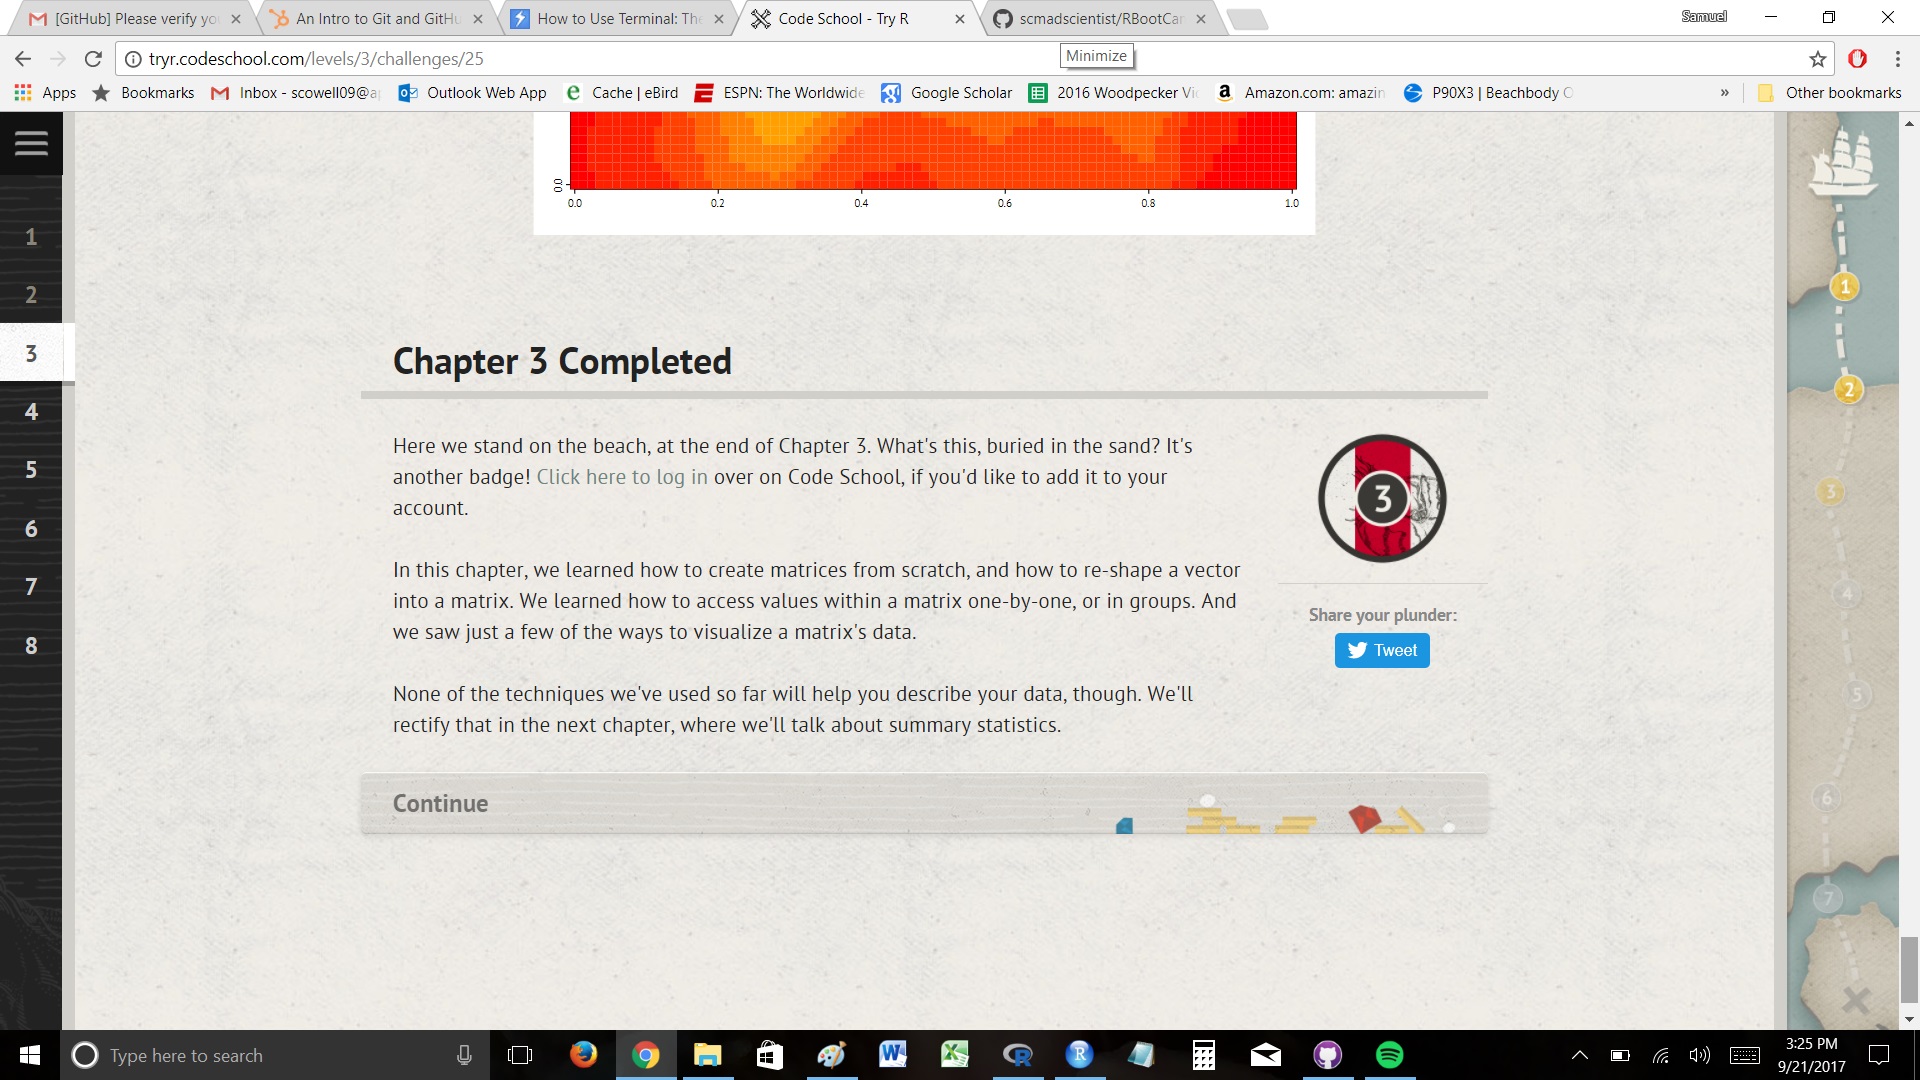 [GitHub] Please verify yo
An Intro to Git and GitHu
How to Use Terminal: The
Code School - Try R
scmadscientist/RBootCa
Samuel
tryr.codeschool.com/levels/3/challenges/25
Minimize
Apps
Bookmarks
Inbox - scowell09@a
Outlook Web App
Cache | eBird
ESPN: The Worldwide
Google Scholar
2016 Woodpecker Vi
Amazon.com: amazin
P90X3 | Beachbody O
»
Other bookmarks
0.0
0.0 0.2 0.4 0.6 0.8 1.0
1
2
3
4
5
6
7
8
Chapter 3 Completed
Here we stand on the beach, at the end of Chapter 3. What's this, buried in the sand? It's
another badge! Click here to log in over on Code School, if you'd like to add it to your
account.
In this chapter, we learned how to create matrices from scratch, and how to re-shape a vector
into a matrix. We learned how to access values within a matrix one-by-one, or in groups. And
we saw just a few of the ways to visualize a matrix's data.
None of the techniques we've used so far will help you describe your data, though. We'll
rectify that in the next chapter, where we'll talk about summary statistics.
3
Share your plunder:
Tweet
Continue
1
2
3
4
5
6
7
Type here to search
3:25 PM
9/21/2017